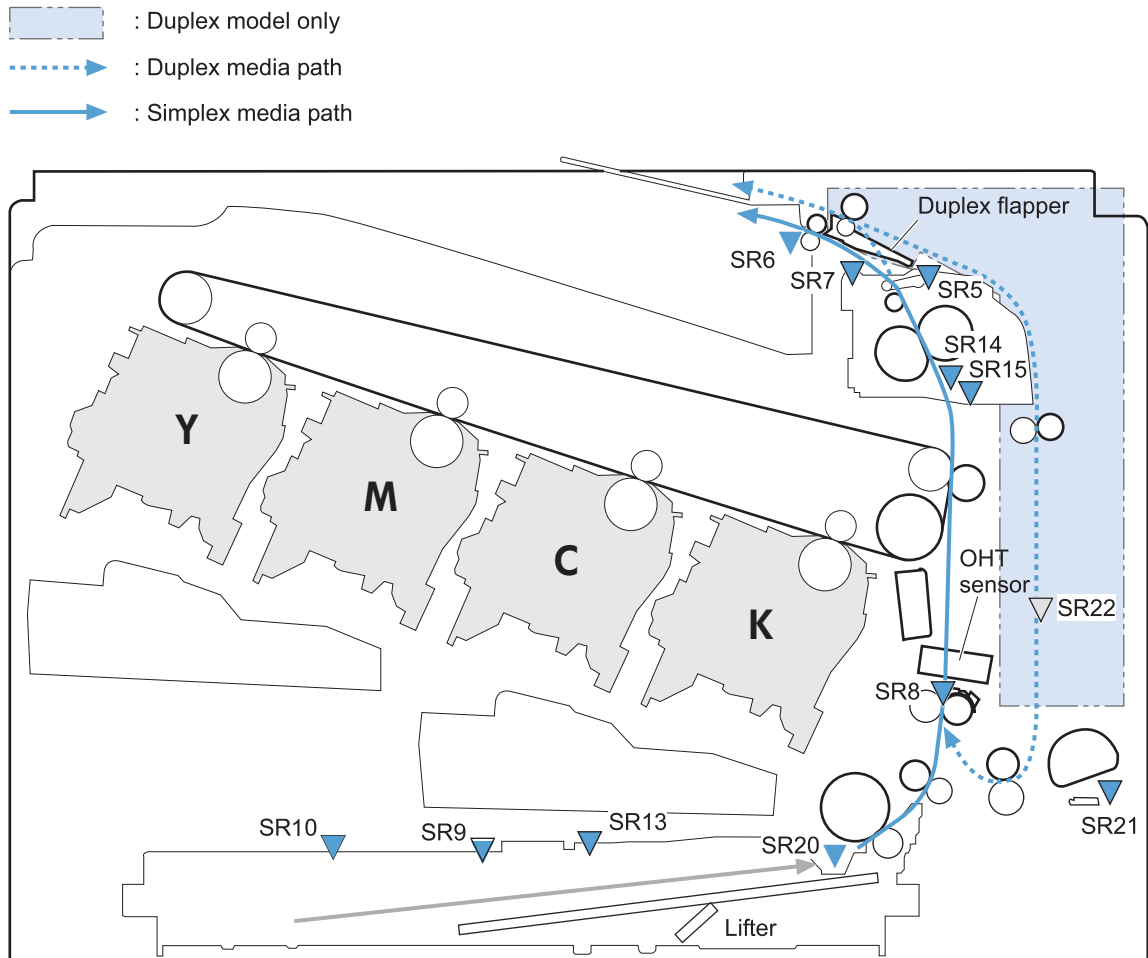 : Duplex model only
: Duplex media path
: Simplex media path
Duplex flapper
SR6
SR7
SR5
SR14
SR15
Y
M
C
K
OHT
sensor
SR22
SR8
SR10
SR9
SR13
SR20
SR21
Lifter